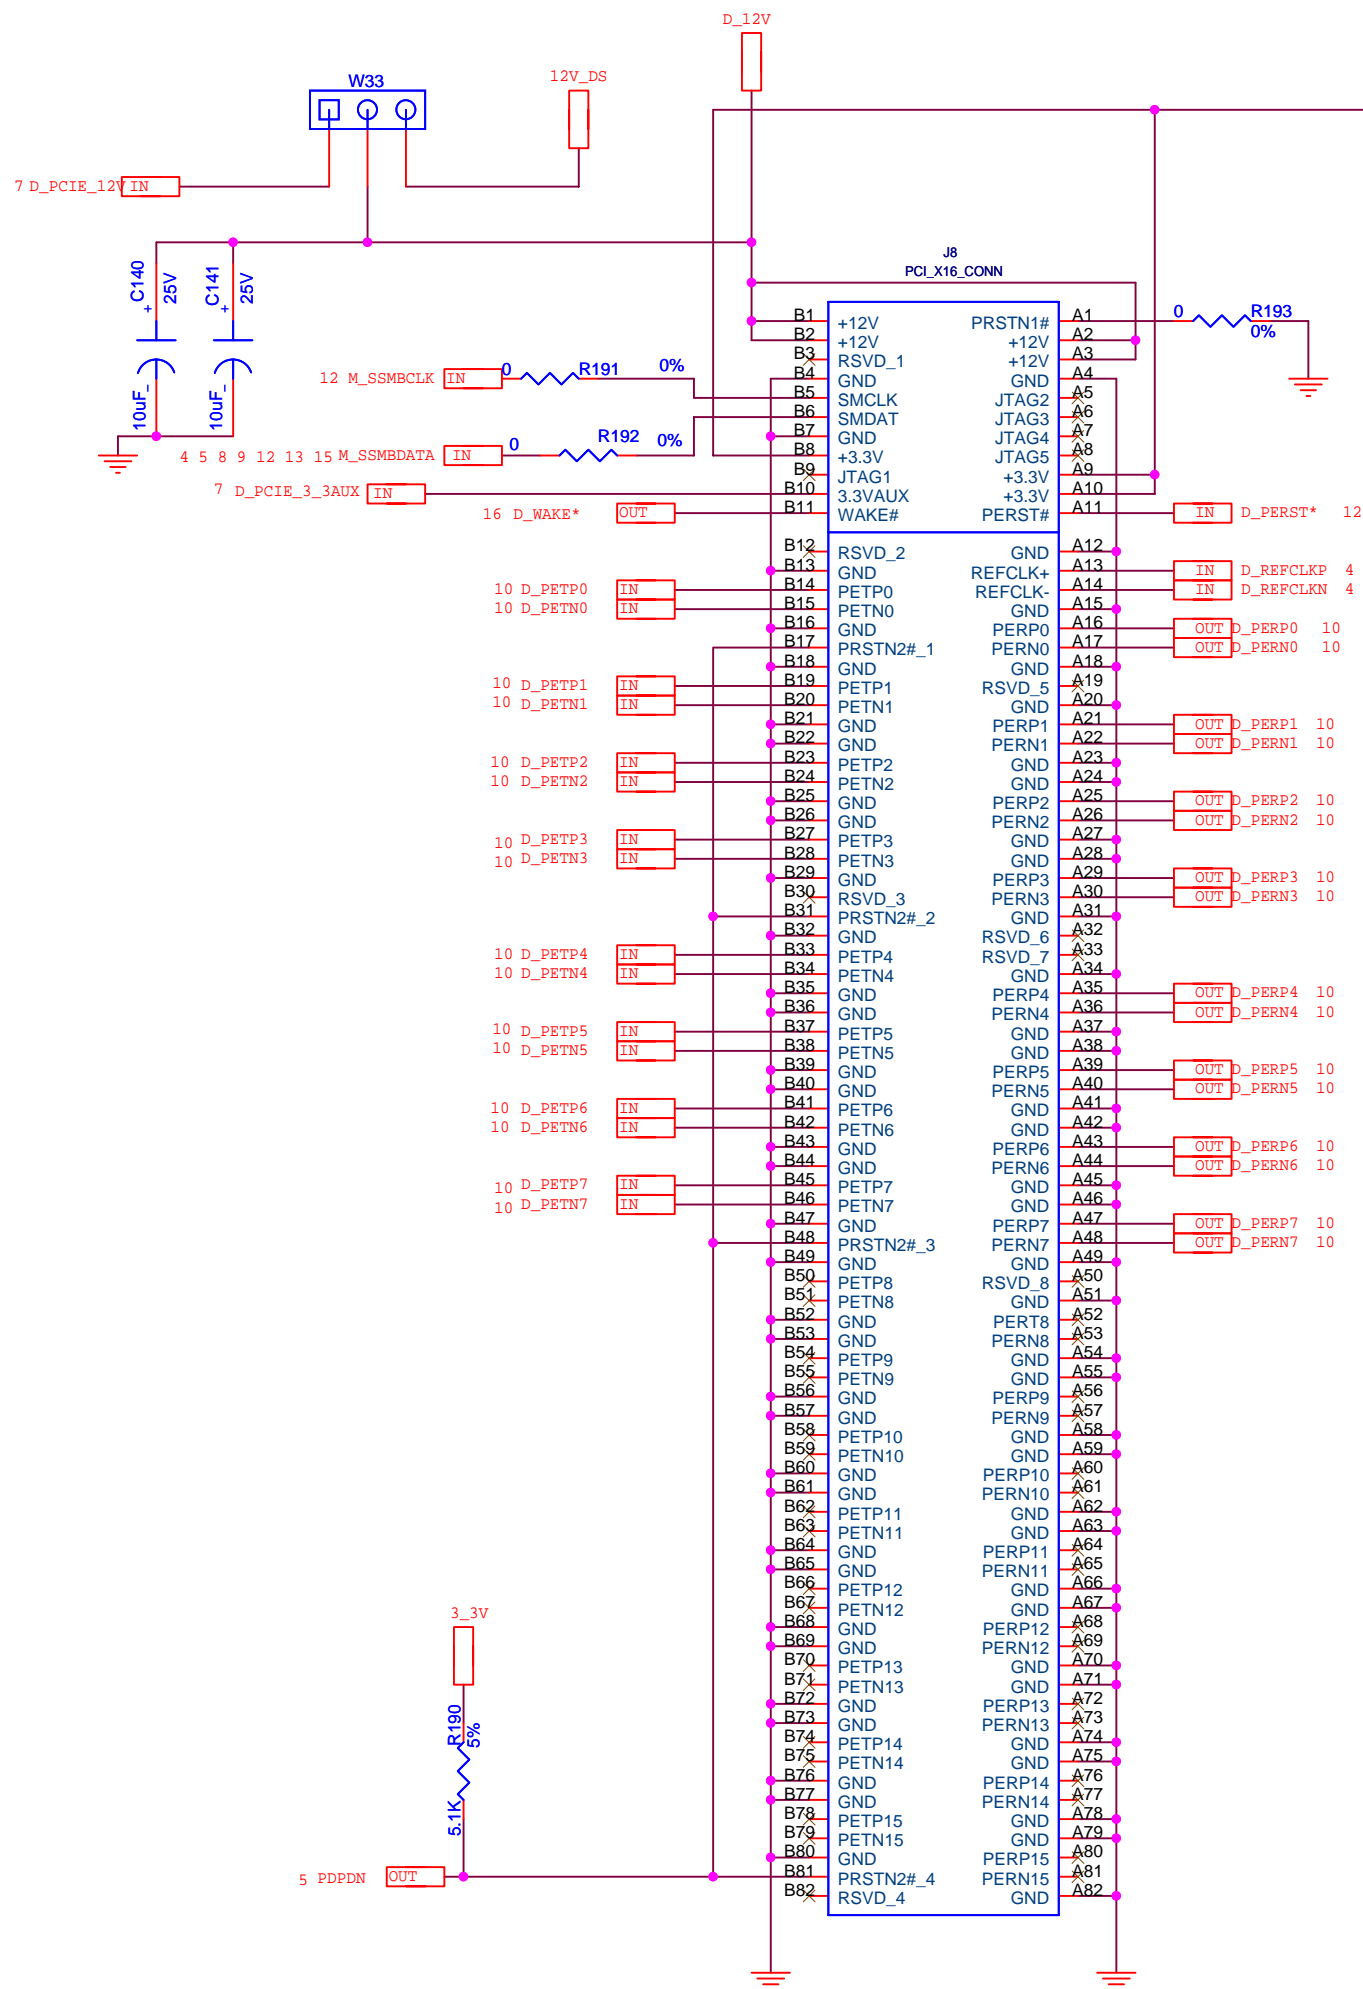 D_12V
W33
12V_DS
7 D_PCIE_12V IN
C140
25V
+
10uF_
C141
25V
+
10uF_
J8
PCI_X16_CONN
12 M_SSMBCLK IN 0 R191 0%
4 5 8 9 12 13 15 M_SSMBDATA IN 0 R192 0%
7 D_PCIE_3_3AUX IN
16 D_WAKE* OUT
0 R193
0%
B1 +12V PRSTN1# A1
B2 +12V +12V A2
B3 RSVD_1 +12V A3
B4 GND GND A4
B5 SMCLK JTAG2 A5
B6 SMDAT JTAG3 A6
B7 GND JTAG4 A7
B8 +3.3V JTAG5 A8
B9 JTAG1 +3.3V A9
B10 3.3VAUX +3.3V A10
B11 WAKE# PERST# A11 IN D_PERST* 12
B12 RSVD_2 GND A12
B13 GND REFCLK+ A13 IN D_REFCLKP 4
10 D_PETP0 IN B14 PETP0 REFCLK- A14 IN D_REFCLKN 4
10 D_PETN0 IN B15 PETN0 GND A15
B16 GND PERP0 A16 OUT D_PERP0 10
B17 PRSTN2#_1 PERN0 A17 OUT D_PERN0 10
B18 GND GND A18
10 D_PETP1 IN B19 PETP1 RSVD_5 A19
10 D_PETN1 IN B20 PETN1 GND A20
B21 GND PERP1 A21 OUT D_PERP1 10
B22 GND PERN1 A22 OUT D_PERN1 10
10 D_PETP2 IN B23 PETP2 GND A23
10 D_PETN2 IN B24 PETN2 GND A24
B25 GND PERP2 A25 OUT D_PERP2 10
B26 GND PERN2 A26 OUT D_PERN2 10
10 D_PETP3 IN B27 PETP3 GND A27
10 D_PETN3 IN B28 PETN3 GND A28
B29 GND PERP3 A29 OUT D_PERP3 10
B30 RSVD_3 PERN3 A30 OUT D_PERN3 10
B31 PRSTN2#_2 GND A31
B32 GND RSVD_6 A32
10 D_PETP4 IN B33 PETP4 RSVD_7 A33
10 D_PETN4 IN B34 PETN4 GND A34
B35 GND PERP4 A35 OUT D_PERP4 10
B36 GND PERN4 A36 OUT D_PERN4 10
10 D_PETP5 IN B37 PETP5 GND A37
10 D_PETN5 IN B38 PETN5 GND A38
B39 GND PERP5 A39 OUT D_PERP5 10
B40 GND PERN5 A40 OUT D_PERN5 10
10 D_PETP6 IN B41 PETP6 GND A41
10 D_PETN6 IN B42 PETN6 GND A42
B43 GND PERP6 A43 OUT D_PERP6 10
B44 GND PERN6 A44 OUT D_PERN6 10
10 D_PETP7 IN B45 PETP7 GND A45
10 D_PETN7 IN B46 PETN7 GND A46
B47 GND PERP7 A47 OUT D_PERP7 10
B48 PRSTN2#_3 PERN7 A48 OUT D_PERN7 10
B49 GND GND A49
B50 PETP8 RSVD_8 A50
B51 PETN8 GND A51
B52 GND PERT8 A52
B53 GND PERN8 A53
B54 PETP9 GND A54
B55 PETN9 GND A55
B56 GND PERP9 A56
B57 GND PERN9 A57
B58 PETP10 GND A58
B59 PETN10 GND A59
B60 GND PERP10 A60
B61 GND PERN10 A61
B62 PETP11 GND A62
B63 PETN11 GND A63
B64 GND PERP11 A64
B65 GND PERN11 A65
B66 PETP12 GND A66
B67 PETN12 GND A67
B68 GND PERP12 A68
B69 GND PERN12 A69
B70 PETP13 GND A70
B71 PETN13 GND A71
B72 GND PERP13 A72
B73 GND PERN13 A73
B74 PETP14 GND A74
B75 PETN14 GND A75
B76 GND PERP14 A76
B77 GND PERN14 A77
B78 PETP15 GND A78
B79 PETN15 GND A79
B80 GND PERP15 A80
B81 PRSTN2#_4 PERN15 A81
B82 RSVD_4 GND A82
3_3V
R190
5%
5.1K
5 PDPDN OUT